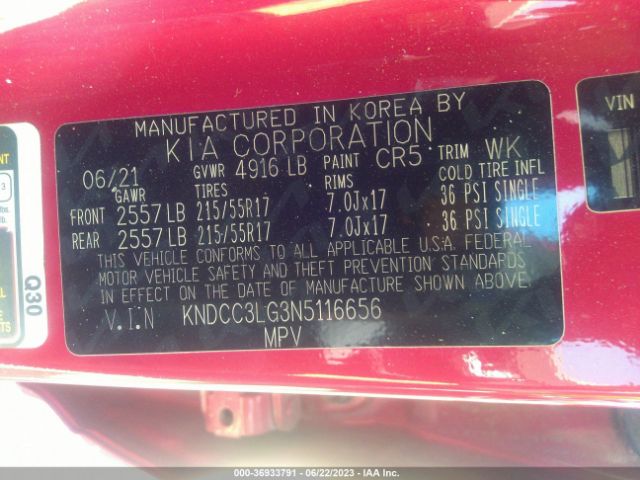 MANUFACTURED IN KOREA BY
KIA CORPORATION
06/21 GVWR 4916 LB PAINT CR5 TRIM WK
GAWR TIRES RIMS COLD TIRE INFL
FRONT 2557 LB 215/55R17 7.0Jx17 36 PSI SINGLE
REAR 2557 LB 215/55R17 7.0Jx17 36 PSI SINGLE
THIS VEHICLE CONFORMS TO ALL APPLICABLE U.S.A. FEDERAL
MOTOR VEHICLE SAFETY AND THEFT PREVENTION STANDARDS
IN EFFECT ON THE DATE OF MANUFACTURE SHOWN ABOVE.
V.I.N KNDCC3LG3N5116656
MPV
Q30
VIN
000-36933791 - 06/22/2023 - IAA Inc.